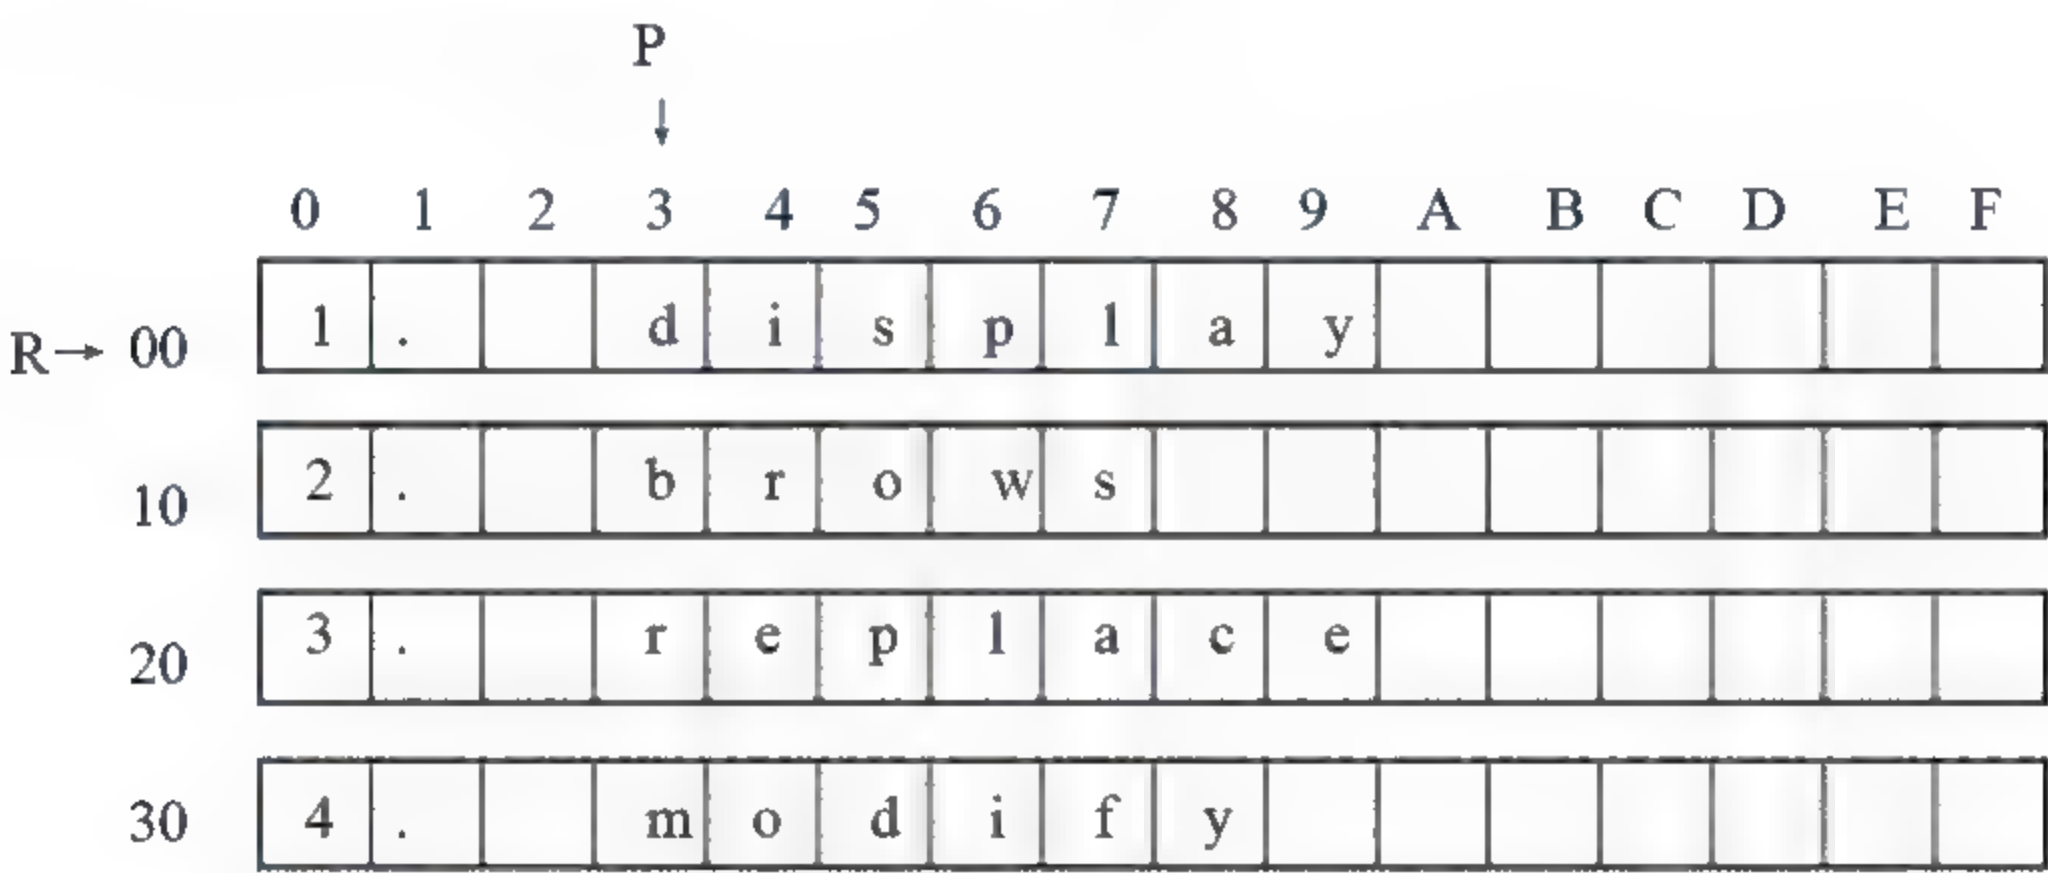 P
↓
0 1 2 3 4 5 6 7 8 9 A B C D E F
R→ 00 1 . d i s p l a y
10 2 . b r o w s
20 3 . r e p l a c e
30 4 . m o d i f y